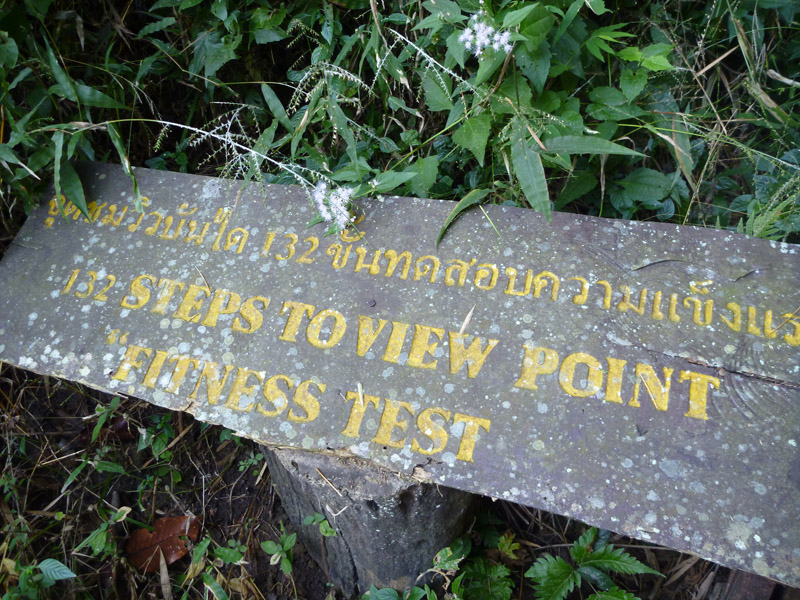 จุดชมวิวบันได 132 ขั้นทดสอบความแข็งแร
132 STEPS TO VIEW POINT
“FITNESS TEST